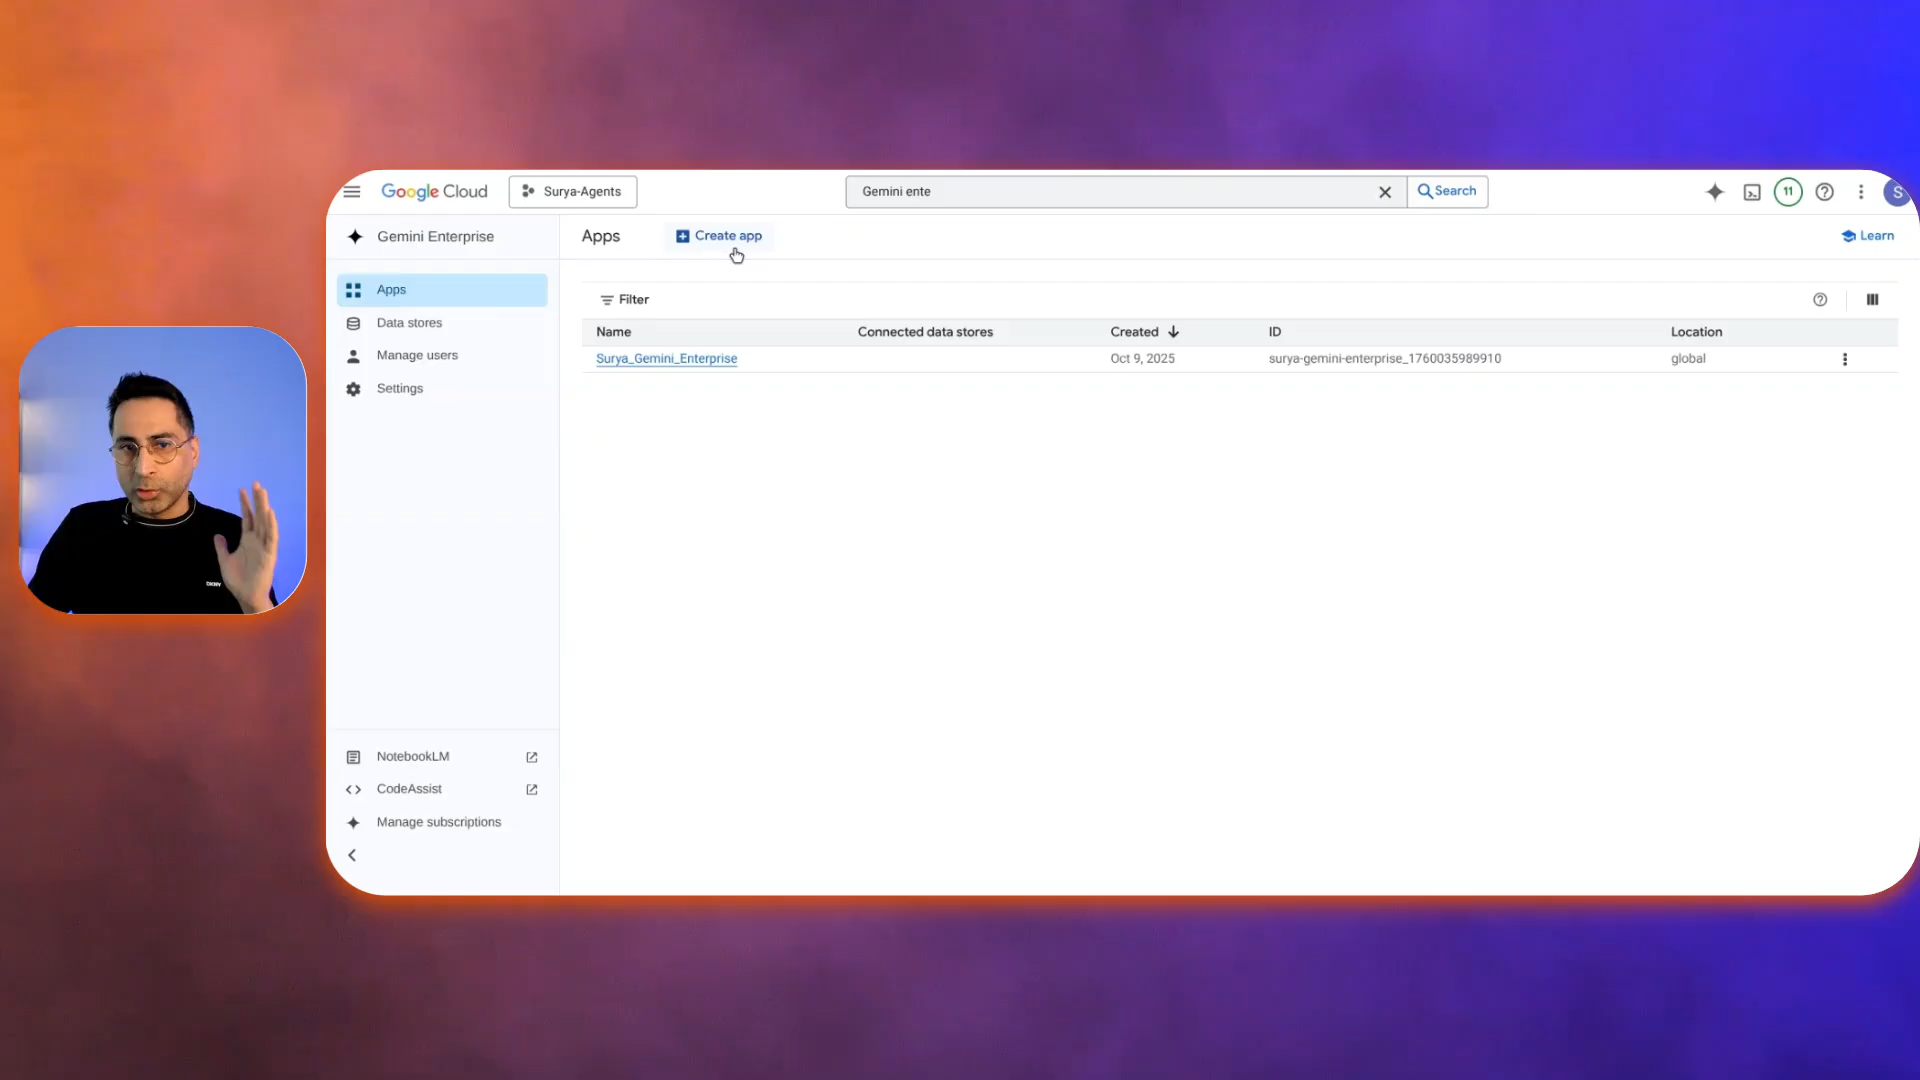 Google Cloud
Surya-Agents
Gemini ente
Search
11
S
Gemini Enterprise
Apps
Create app
Learn
Apps
Data stores
Manage users
Settings
Filter
Name
Connected data stores
Created
ID
Location
Surya_Gemini_Enterprise
Oct 9, 2025
surya-gemini-enterprise_1760035989910
global
NotebookLM
CodeAssist
Manage subscriptions
DKNY